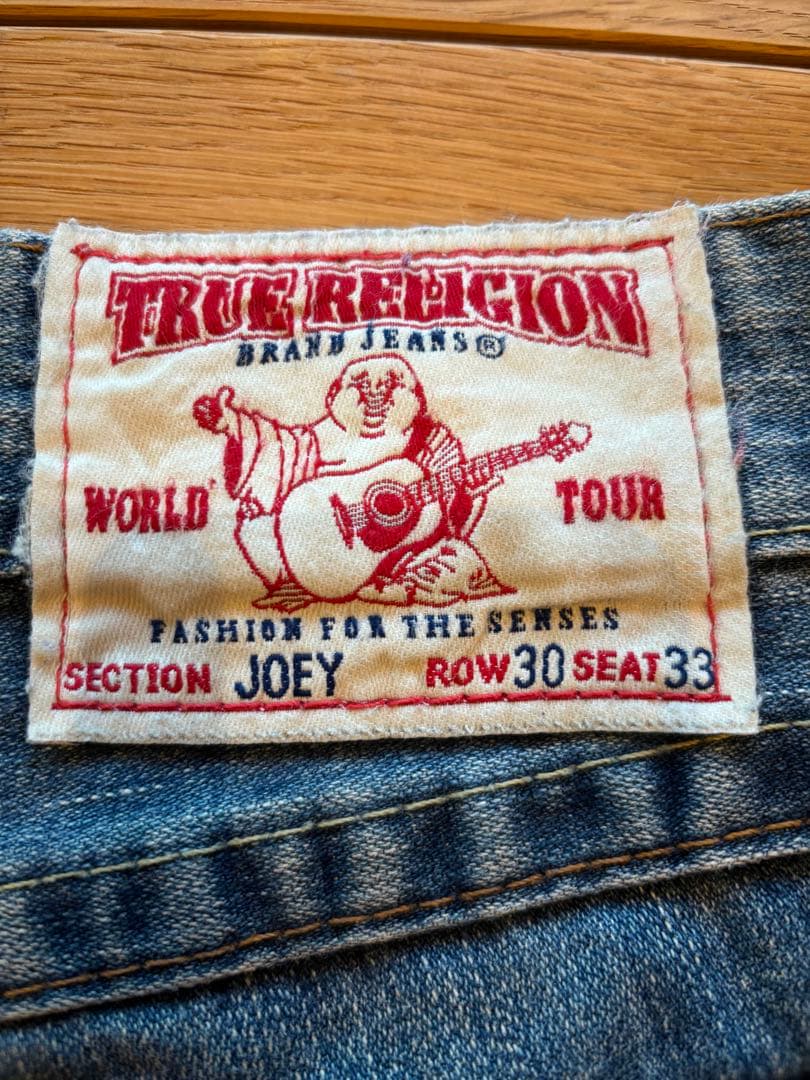 TRUE RELIGION
BRAND JEANS®
WORLD TOUR
FASHION FOR THE SENSES
SECTION JOEY ROW 30 SEAT 33